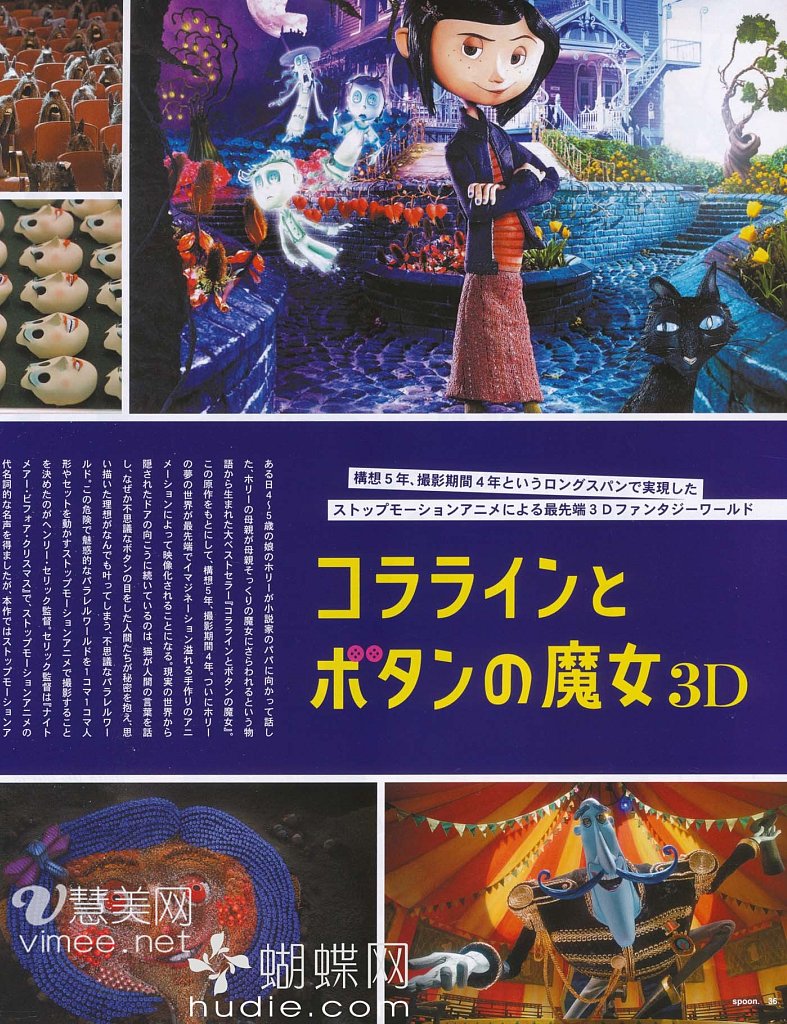 構想5年、撮影期間4年というロングスパンで実現した
ストップモーションアニメによる最先端3Dファンタジーワールド
コララインと
ボタンの魔女3D
ある日4〜5歳の娘のホリーが小説家のパパに向かって話し
た、ホリーの母親が母親そっくりの魔女にさらわれるという物
語から生まれた大ベストセラー『コララインとボタンの魔女』。
この原作をもとにして、構想5年、撮影期間4年。ついにホリー
の夢の世界が最先端でイマジネーション溢れる手作りのアニ
メーションによって映像化されることになる。現実の世界から
隠されたドアの向こうに続いているのは、猫が人間の言葉を話
し、なぜか不思議なボタンの目をした人間たちが秘密を抱え、思
い描いた理想がなんでも叶ってしまう、不思議なパラレルワー
ルド。この危険で魅惑的なパラレルワールドを1コマ1コマ人
形やセットを動かすストップモーションアニメで撮影すること
を決めたのがヘンリー・セリック監督。セリック監督は『ナイト
メアー・ビフォア・クリスマス』で、ストップモーションアニメの
代名詞的な名声を得ましたが、本作ではストップモーションア
慧美网
vimee.net
蝴蝶网
hudie.com
spoon. 36